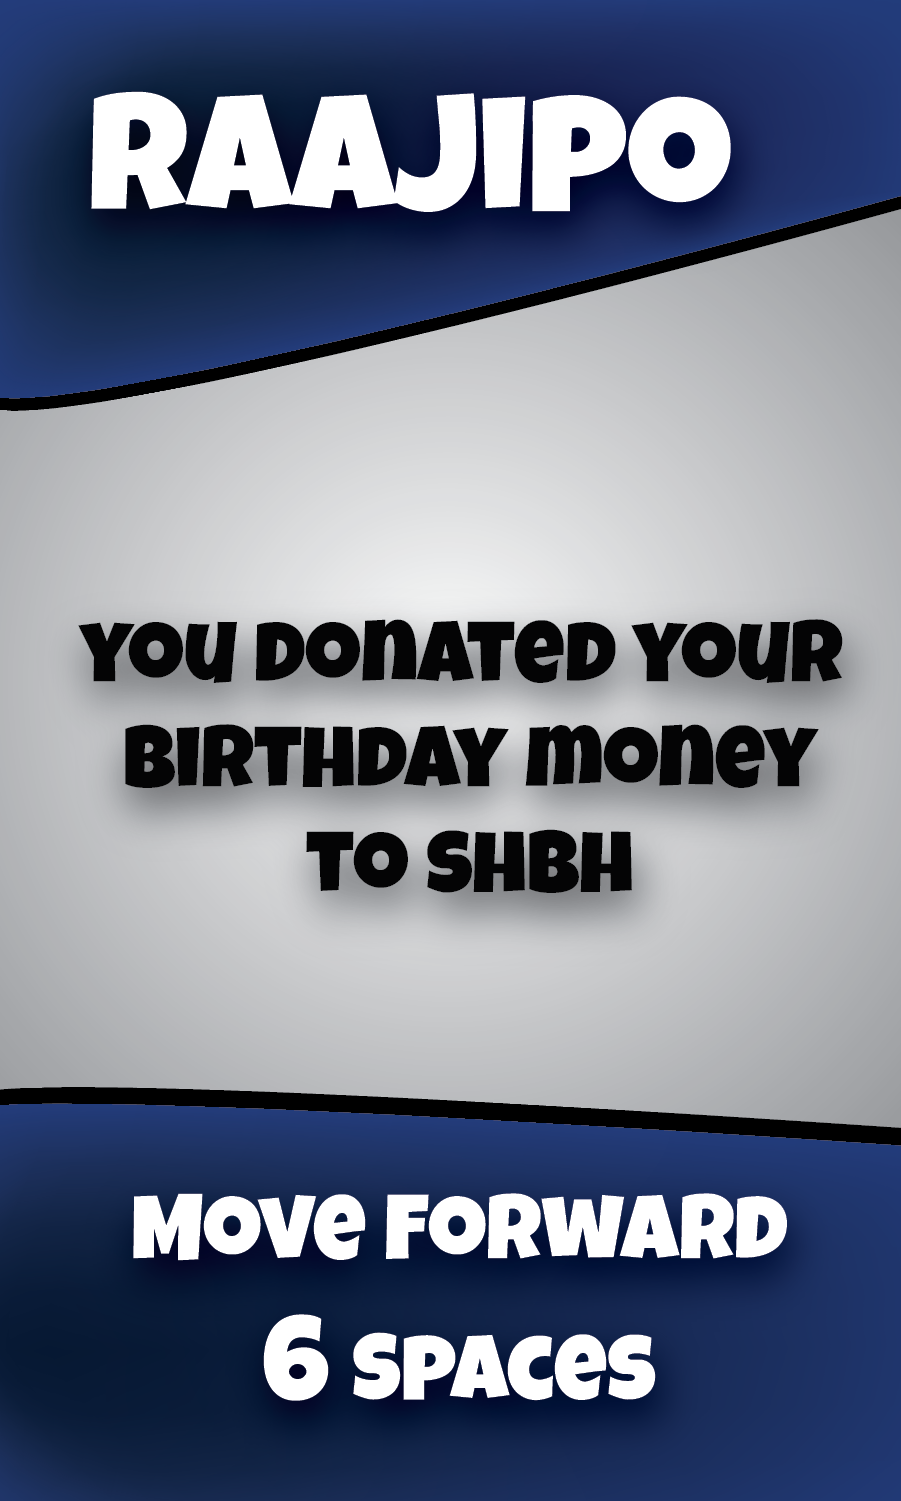 RAAJIPO
YOU DONATED YOUR
BIRTHDAY MONEY
TO SHBH
MOVE FORWARD
6 SPACES